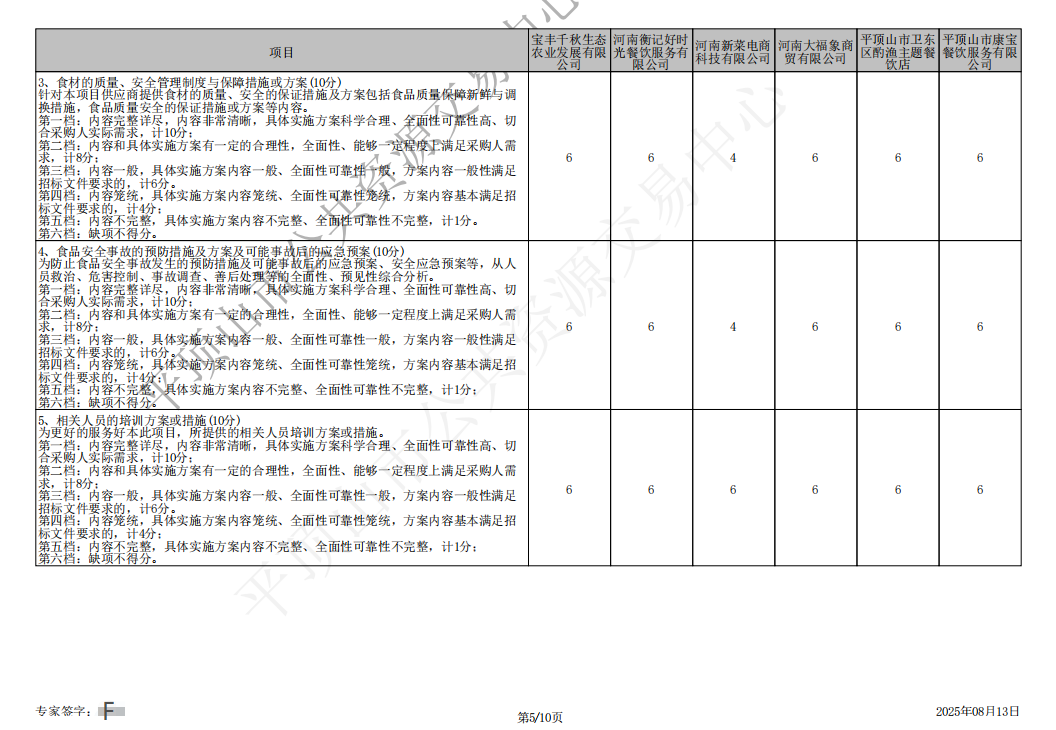 项目
宝丰千秋生态
农业发展有限
公司
河南衡记好时
光餐饮服务有
限公司
河南新菜电商
科技有限公司
河南大福象商
贸有限公司
平顶山市卫东
区酌渔主题餐
饮店
平顶山市康宝
餐饮服务有限
公司
3、食材的质量、安全管理制度与保障措施或方案(10分)
针对本项目供应商提供食材的质量、安全的保证措施及方案包括食品质量保障新鲜与调
换措施，食品质量安全的保证措施或方案等内容。
第一档：内容完整详尽，内容非常清晰，具体实施方案科学合理、全面性可靠性高、切
合采购人实际需求，计10分；
第二档：内容和具体实施方案有一定的合理性，全面性、能够一定程度上满足采购人需
求，计8分；
第三档：内容一般，具体实施方案内容一般、全面性可靠性一般，方案内容一般性满足
招标文件要求的，计6分。
第四档：内容笼统，具体实施方案内容笼统、全面性可靠性笼统，方案内容基本满足招
标文件要求的，计4分；
第五档：内容不完整，具体实施方案内容不完整、全面性可靠性不完整，计1分。
第六档：缺项不得分。
6 6 4 6 6 6
4、食品安全事故的预防措施及方案及可能事故后的应急预案(10分)
为防止食品安全事故发生的预防措施及可能事故后的应急预案、安全应急预案等，从人
员救治、危害控制、事故调查、善后处理等的全面性、预见性综合分析。
第一档：内容完整详尽，内容非常清晰，具体实施方案科学合理、全面性可靠性高、切
合采购人实际需求，计10分；
第二档：内容和具体实施方案有一定的合理性，全面性、能够一定程度上满足采购人需
求，计8分；
第三档：内容一般，具体实施方案内容一般、全面性可靠性一般，方案内容一般性满足
招标文件要求的，计6分。
第四档：内容笼统，具体实施方案内容笼统、全面性可靠性笼统，方案内容基本满足招
标文件要求的，计4分；
第五档：内容不完整，具体实施方案内容不完整、全面性可靠性不完整，计1分；
第六档：缺项不得分。
6 6 4 6 6 6
5、相关人员的培训方案或措施(10分)
为更好的服务好本此项目，所提供的相关人员培训方案或措施。
第一档：内容完整详尽，内容非常清晰，具体实施方案科学合理、全面性可靠性高、切
合采购人实际需求，计10分；
第二档：内容和具体实施方案有一定的合理性，全面性、能够一定程度上满足采购人需
求，计8分；
第三档：内容一般，具体实施方案内容一般、全面性可靠性一般，方案内容一般性满足
招标文件要求的，计6分。
第四档：内容笼统，具体实施方案内容笼统、全面性可靠性笼统，方案内容基本满足招
标文件要求的，计4分；
第五档：内容不完整，具体实施方案内容不完整、全面性可靠性不完整，计1分；
第六档：缺项不得分。
6 6 6 6 6 6
平顶山市公共资源交易中心
平顶山市公共资源交易中心
专家签字：F
第5/10页
2025年08月13日